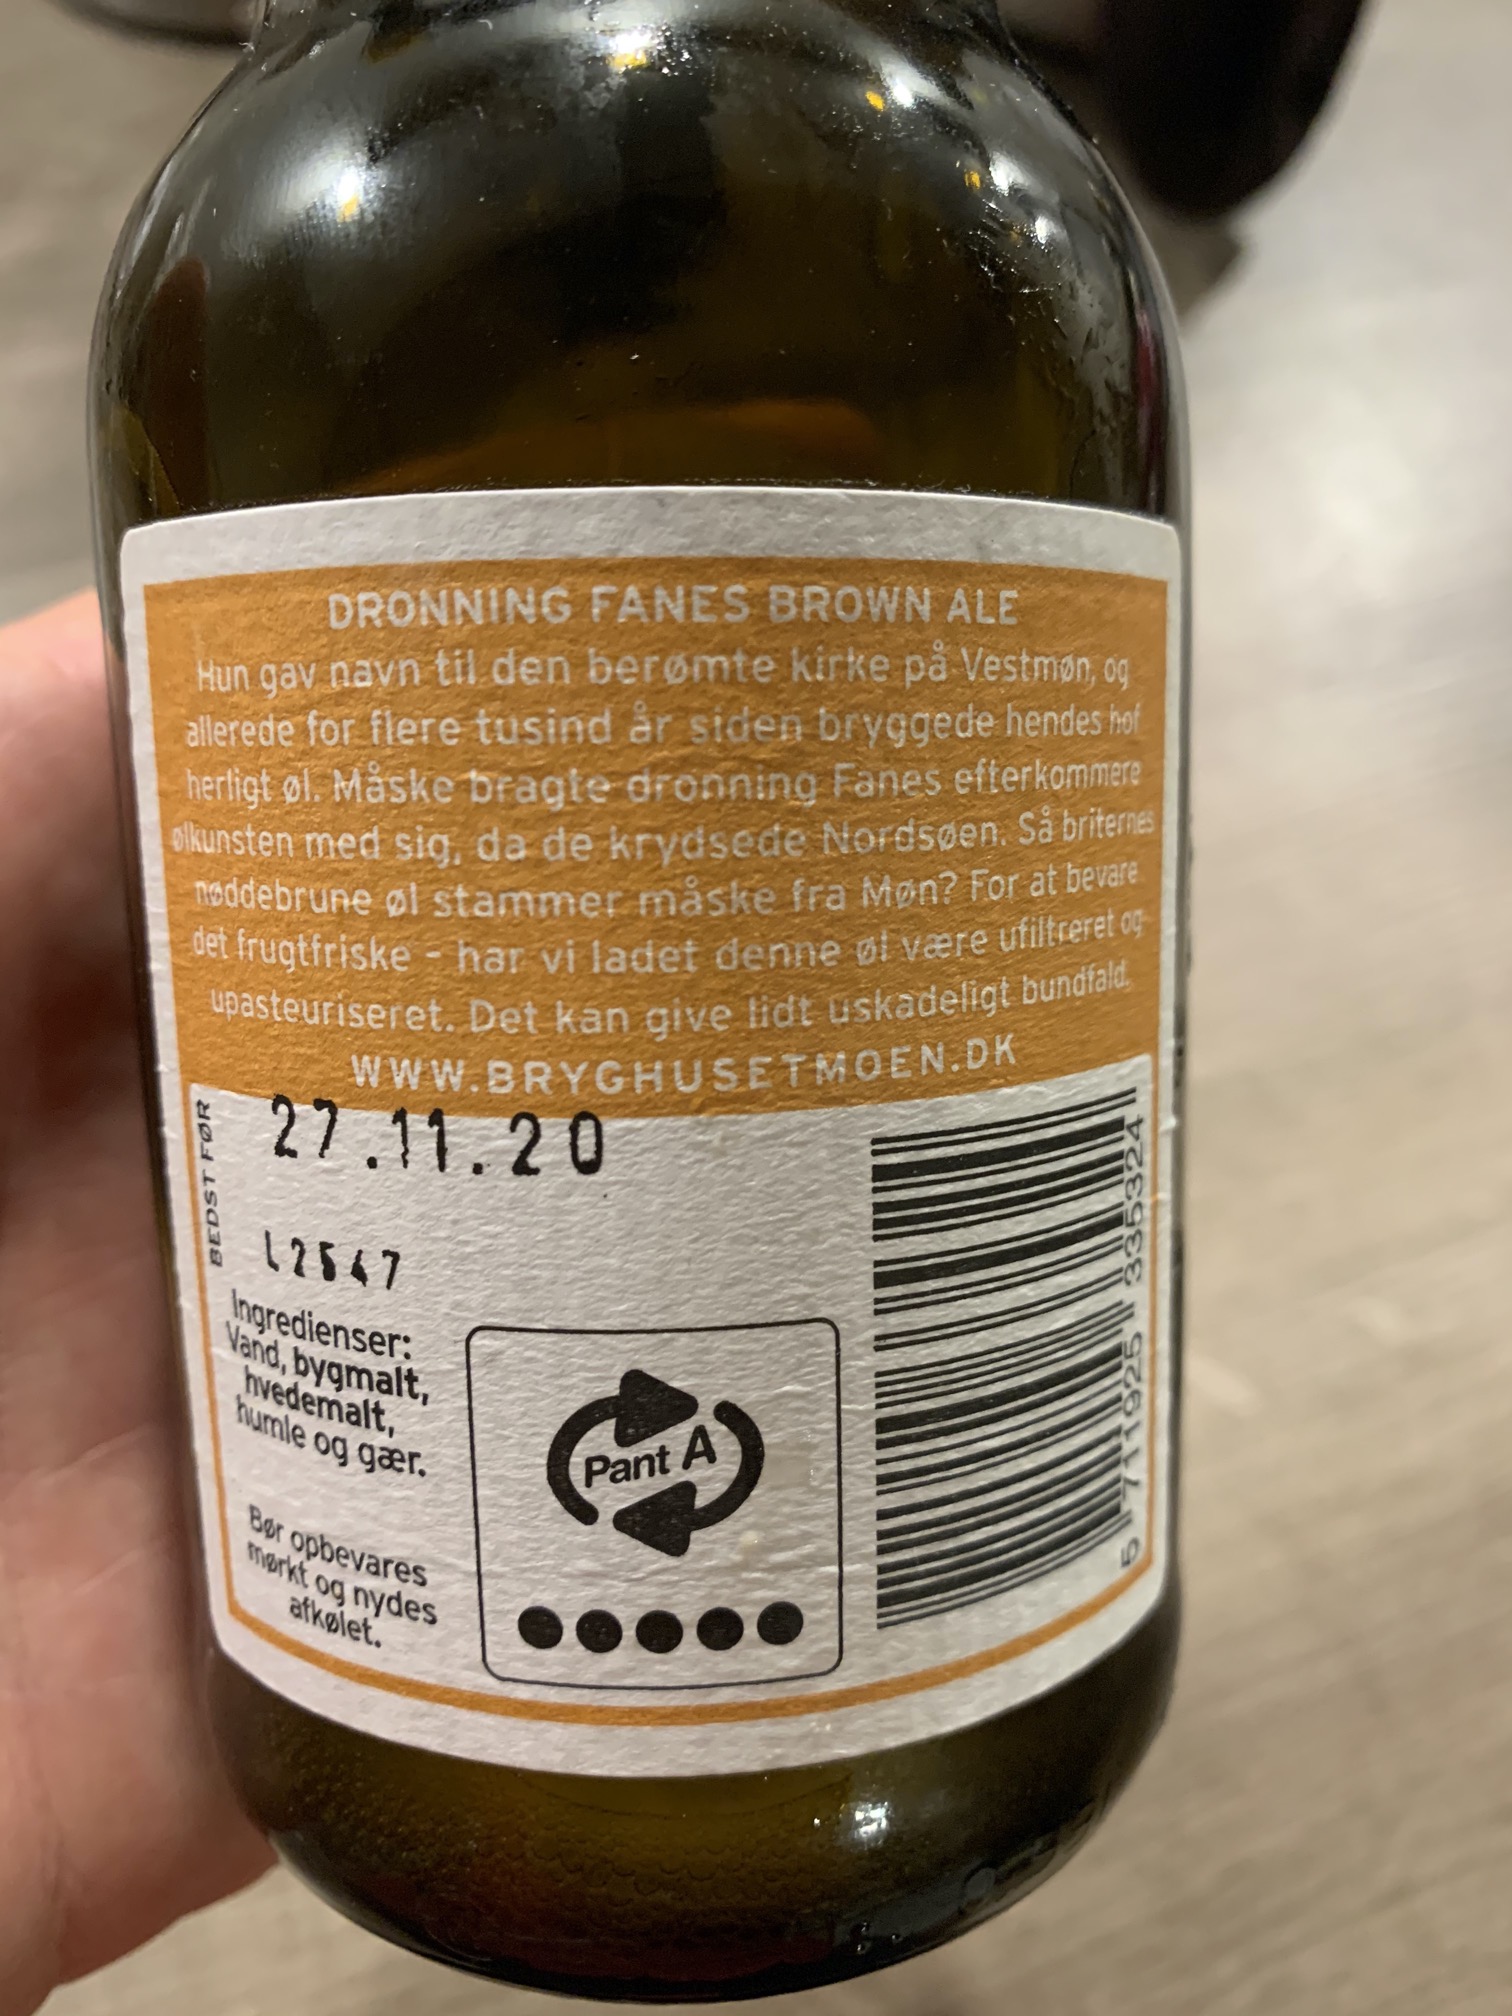 DRONNING FANES BROWN ALE
Hun gav navn til den berømte kirke på Vestmøn, og
allerede for flere tusind år siden bryggede hendes hof
herligt øl. Måske bragte dronning Fanes efterkommere
ølkunsten med sig, da de krydsede Nordsøen. Så briternes
nøddebrune øl stammer måske fra Møn? For at bevare
det frugtfriske - har vi ladet denne øl være ufiltreret og
upasteuriseret. Det kan give lidt uskadeligt bundfald.
WWW.BRYGHUSETMOEN.DK
BEDST FØR
27.11.20
L2547
Ingredienser:
Vand, bygmalt,
hvedemalt,
humle og gær.
Bør opbevares
mørkt og nydes
afkølet.
Pant A
5 711925 335324